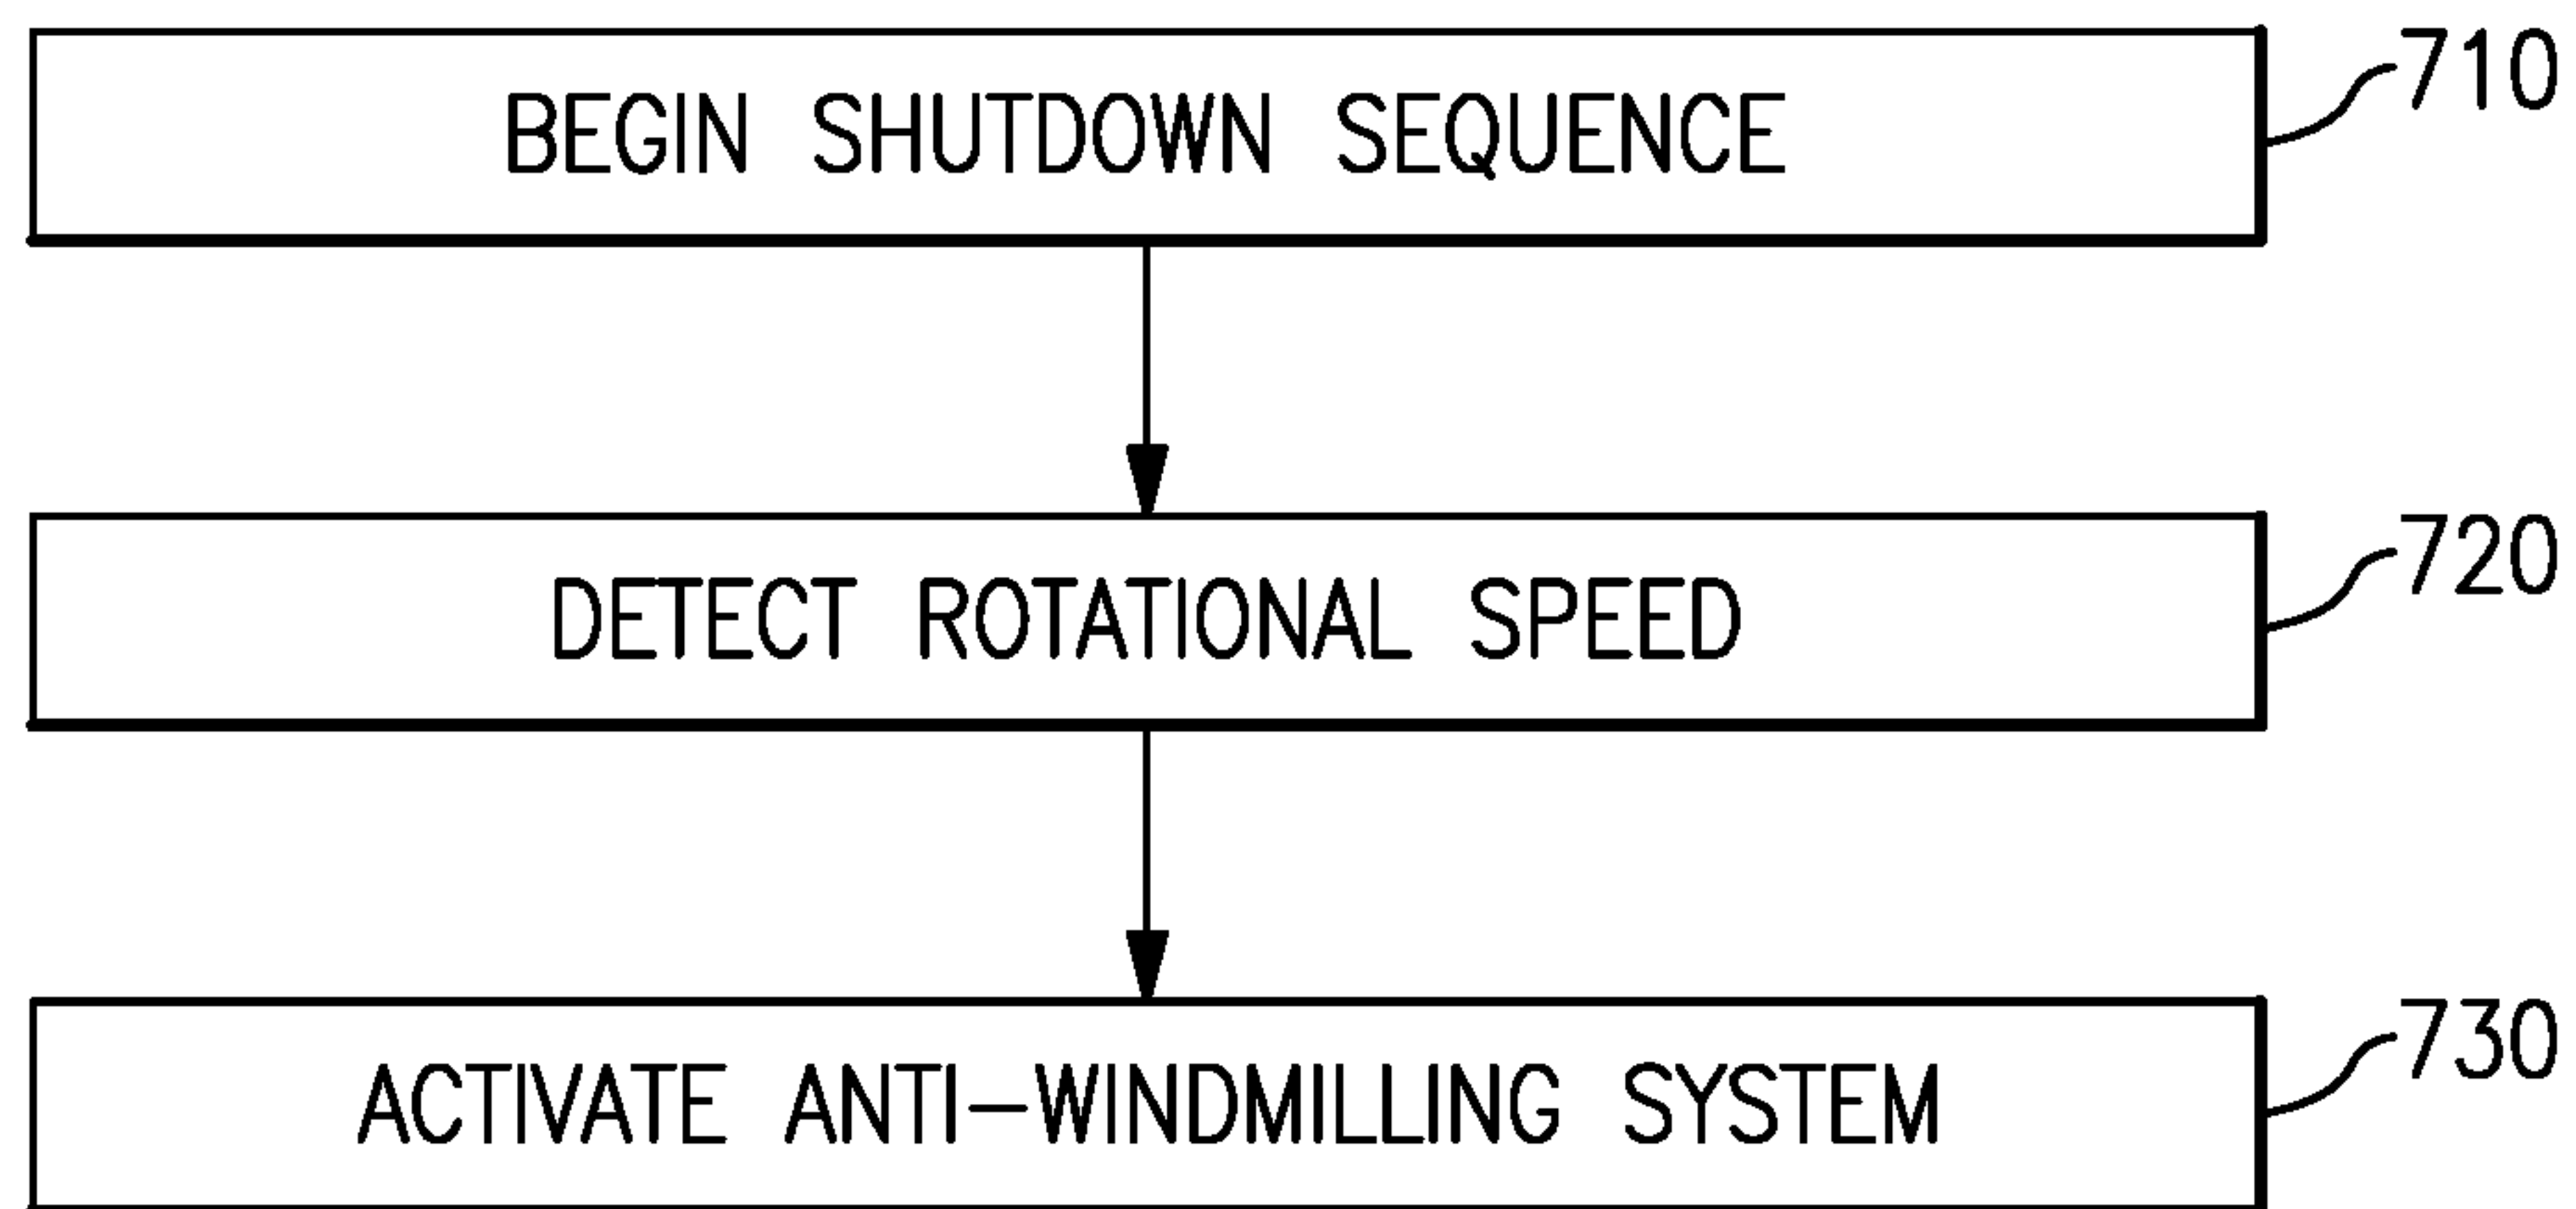 BEGIN SHUTDOWN SEQUENCE
710
DETECT ROTATIONAL SPEED
720
ACTIVATE ANTI-WINDMILLING SYSTEM
730